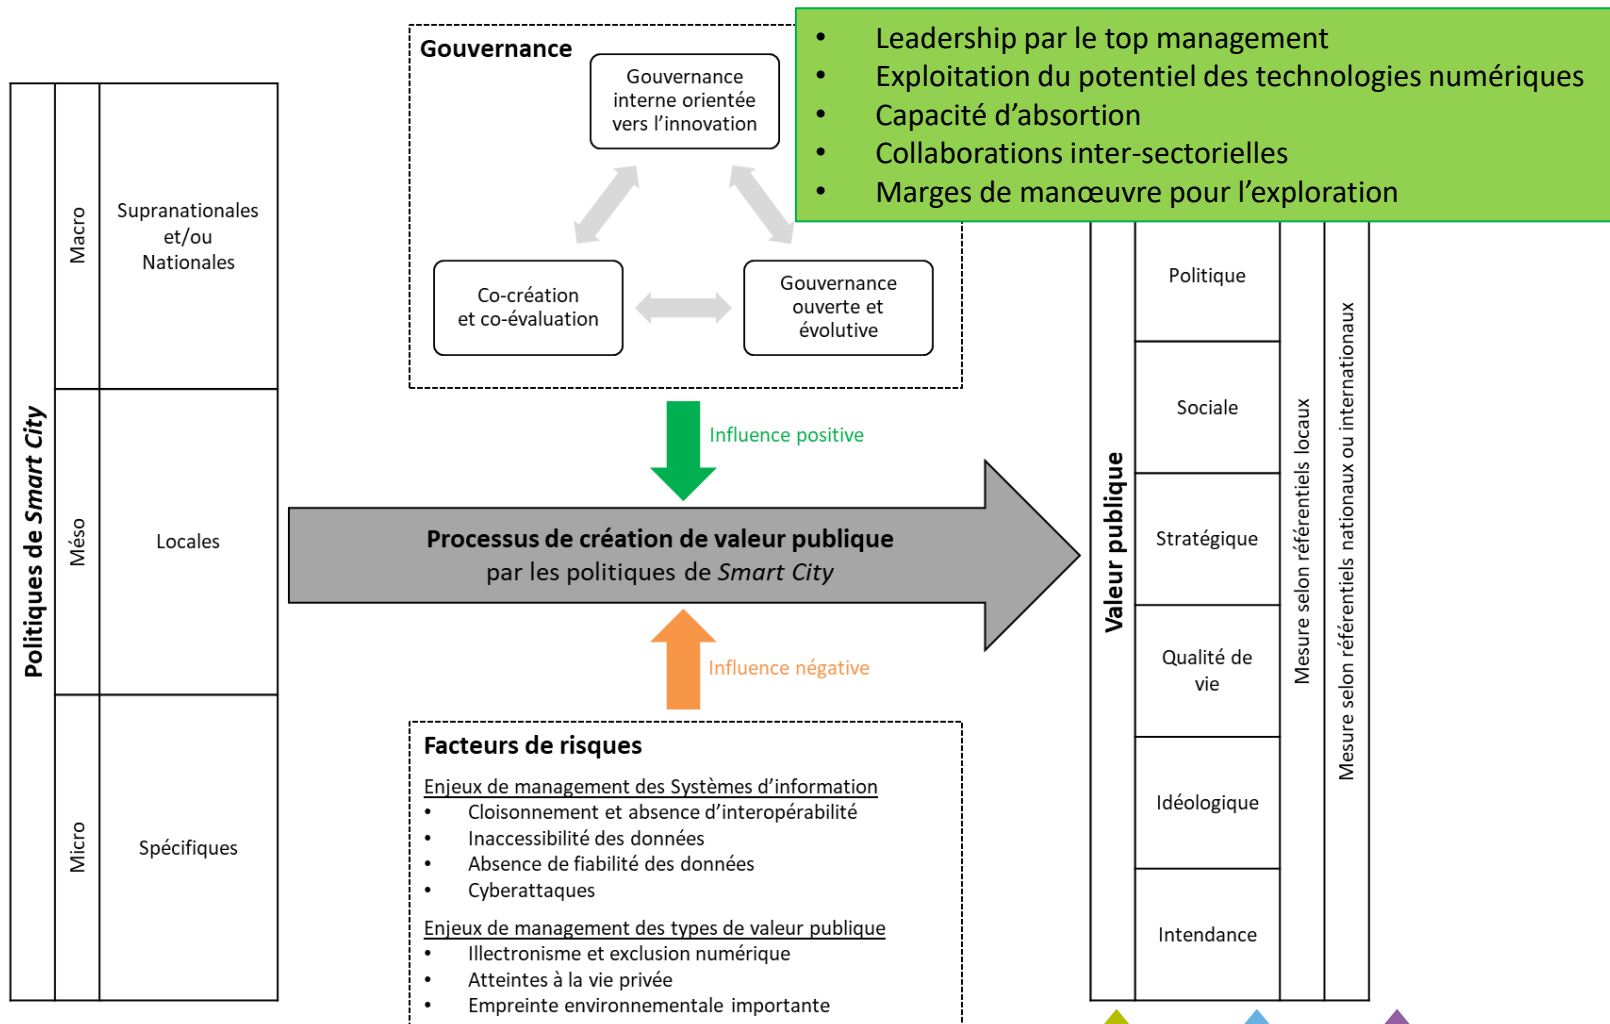 Politiques de Smart City
Macro
Supranationales
et/ou
Nationales
Méso
Locales
Micro
Spécifiques
Gouvernance
Gouvernance
interne orientée
vers l’innovation
Co-création
et co-évaluation
Gouvernance
ouverte et
évolutive
• Leadership par le top management
• Exploitation du potentiel des technologies numériques
• Capacité d’absortion
• Collaborations inter-sectorielles
• Marges de manœuvre pour l’exploration
Influence positive
Processus de création de valeur publique
par les politiques de Smart City
Influence négative
Facteurs de risques
Enjeux de management des Systèmes d’information
• Cloisonnement et absence d’interopérabilité
• Inaccessibilité des données
• Absence de fiabilité des données
• Cyberattaques
Enjeux de management des types de valeur publique
• Illectronisme et exclusion numérique
• Atteintes à la vie privée
• Empreinte environnementale importante
Valeur publique
Politique
Sociale
Stratégique
Qualité de
vie
Idéologique
Intendance
Mesure selon référentiels locaux
Mesure selon référentiels nationaux ou internationaux